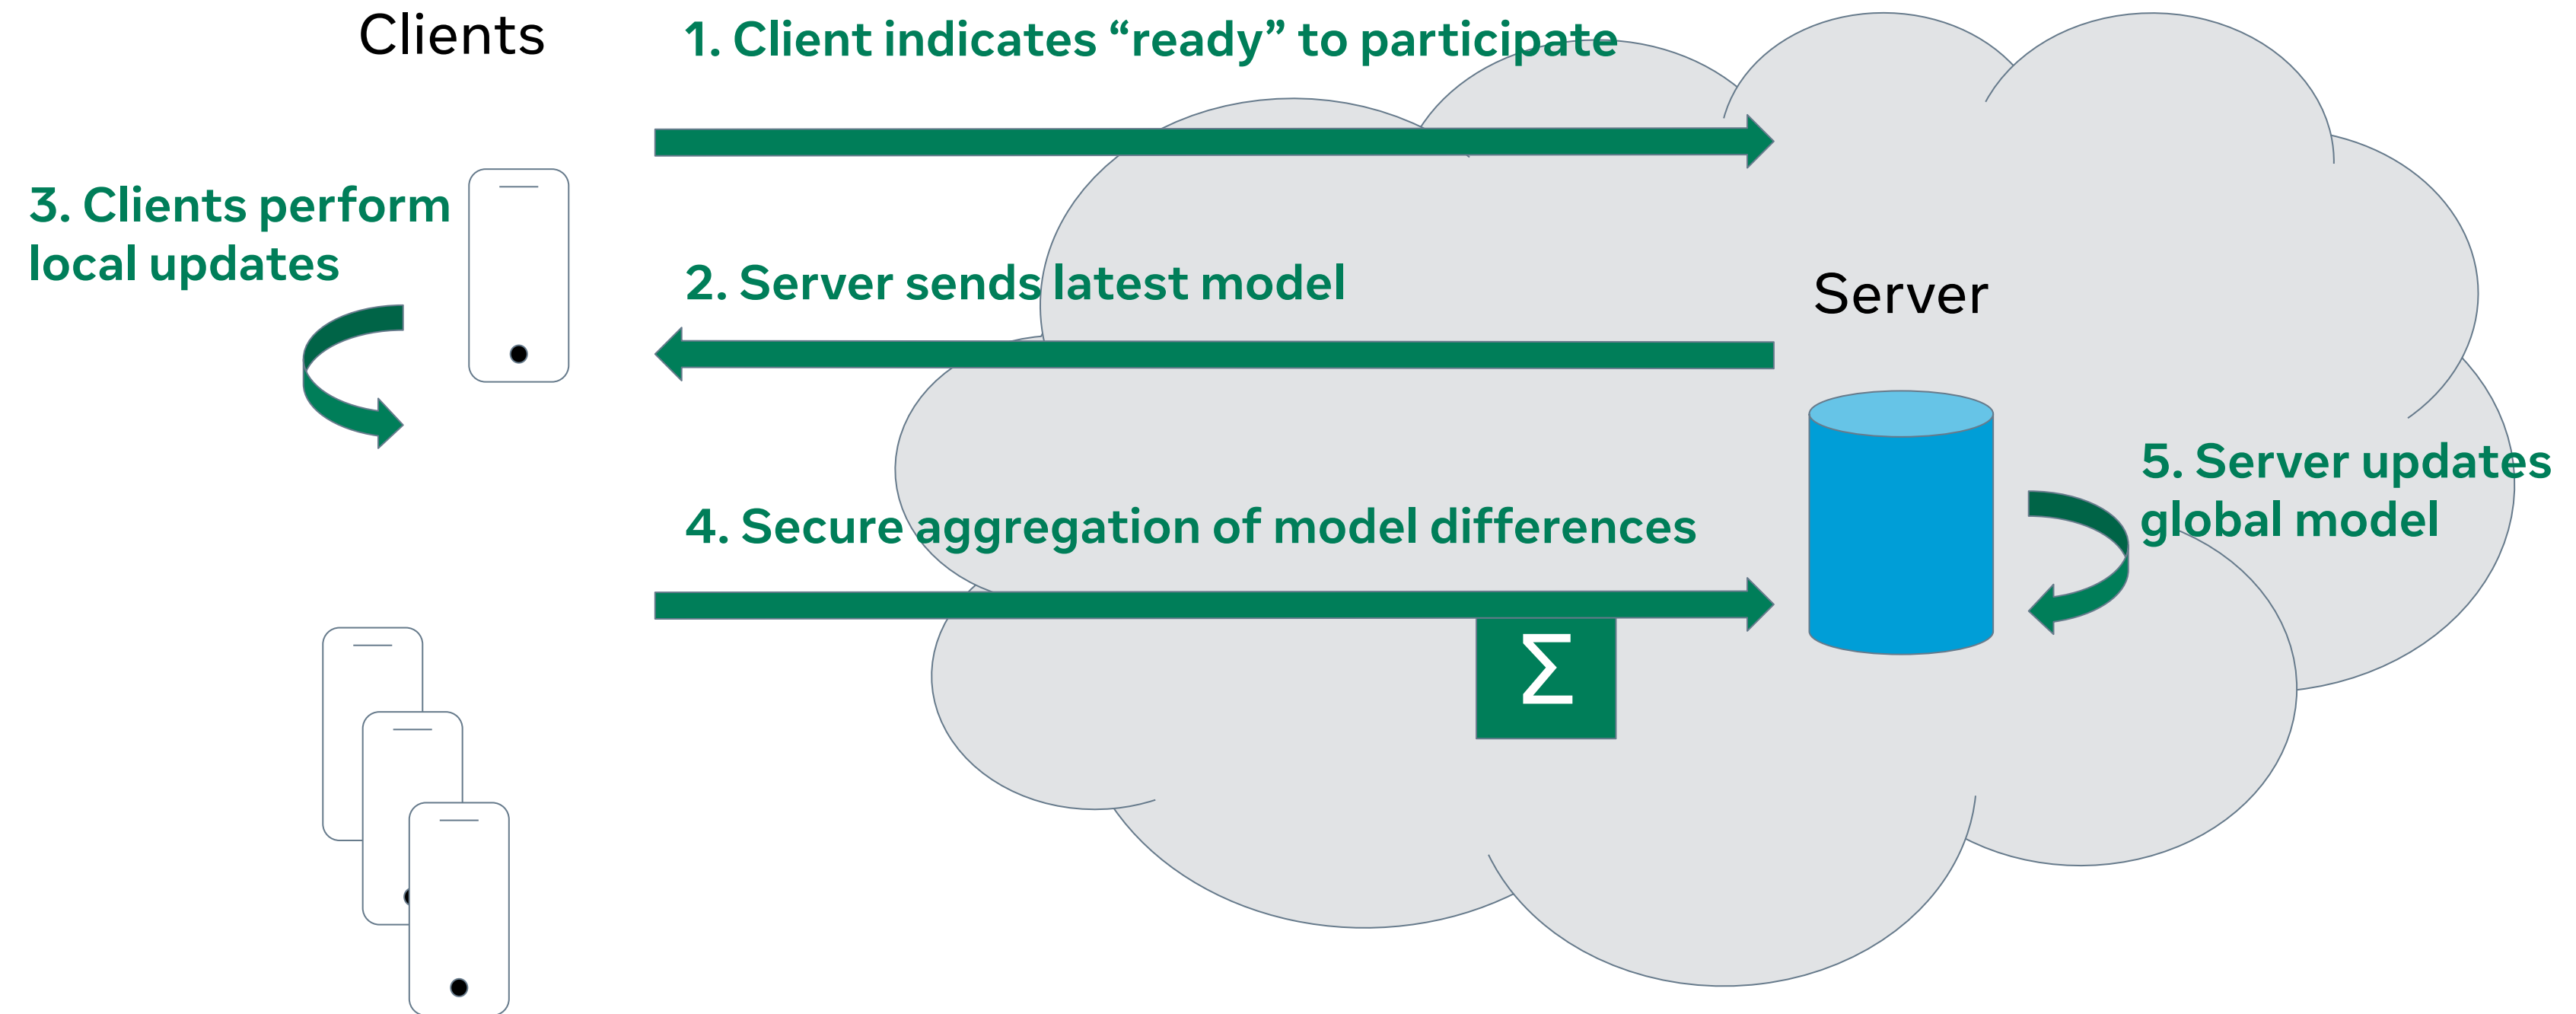 Clients
1. Client indicates “ready” to participate
3. Clients perform
local updates
2. Server sends latest model
Server
4. Secure aggregation of model differences
5. Server updates
global model
Σ